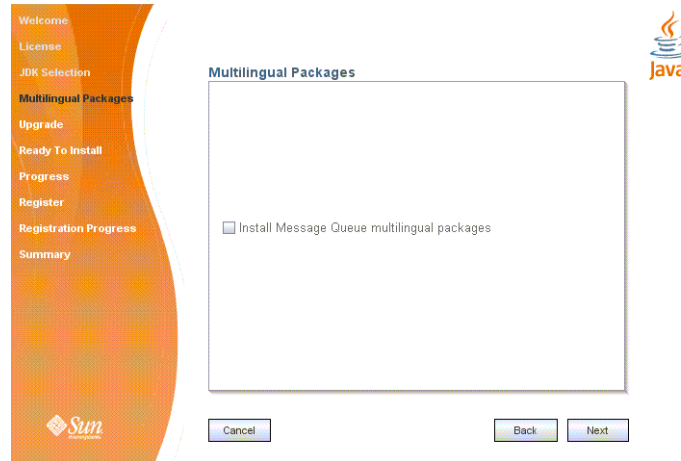 Welcome
License
JDK Selection
Multilingual Packages
Upgrade
Ready To Install
Progress
Register
Registration Progress
Summary
Sun
Java
Multilingual Packages
Install Message Queue multilingual packages
Cancel
Back
Next